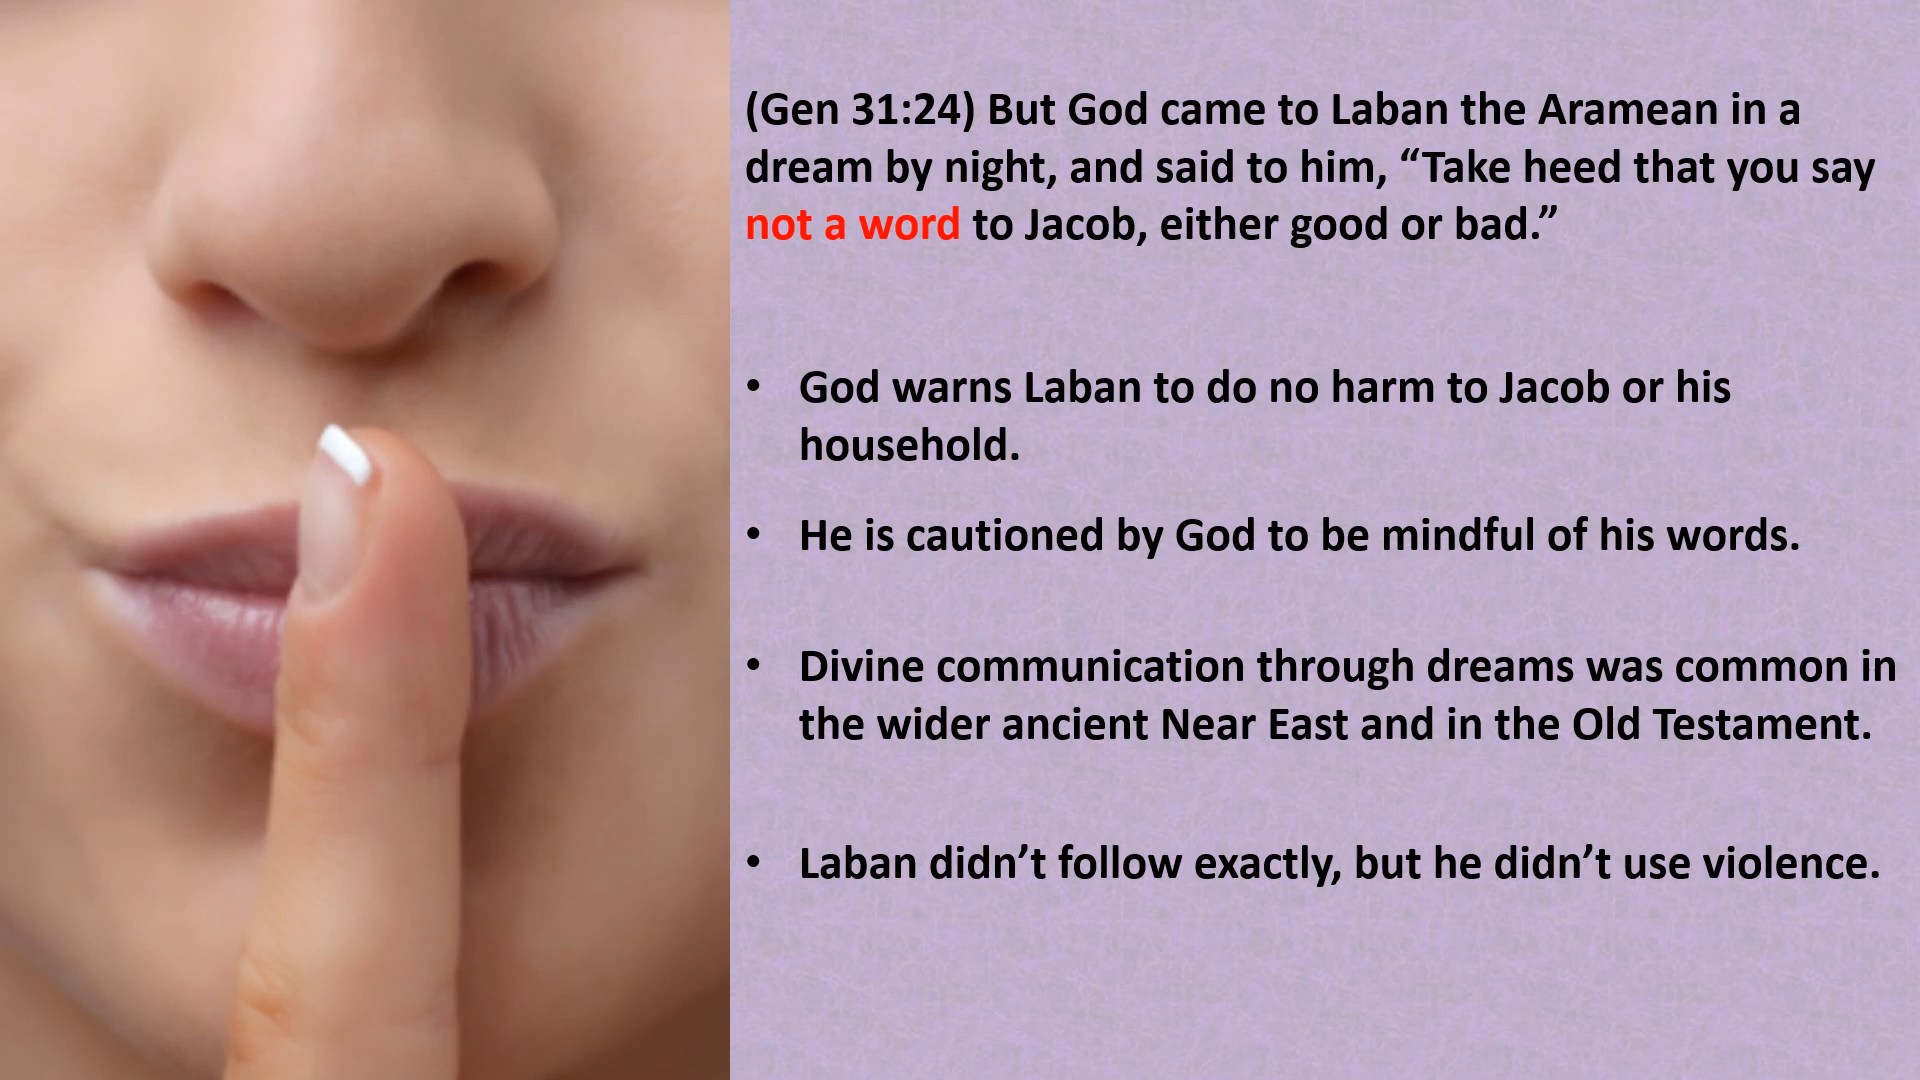 (Gen 31:24) But God came to Laban the Aramean in a
dream by night, and said to him, “Take heed that you say
not a word to Jacob, either good or bad.”
• God warns Laban to do no harm to Jacob or his
household.
• He is cautioned by God to be mindful of his words.
• Divine communication through dreams was common in
the wider ancient Near East and in the Old Testament.
• Laban didn’t follow exactly, but he didn’t use violence.